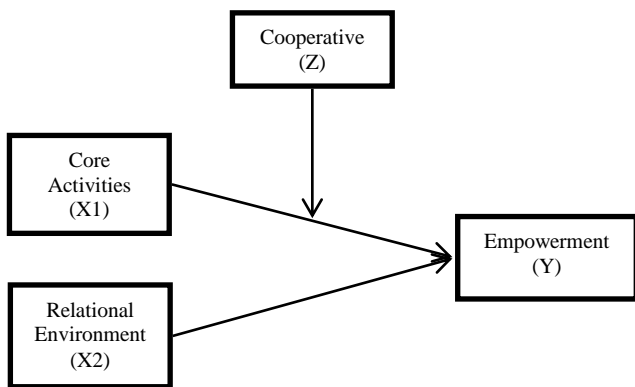 Cooperative
(Z)
Core
Activities
(X1)
Empowerment
(Y)
Relational
Environment
(X2)